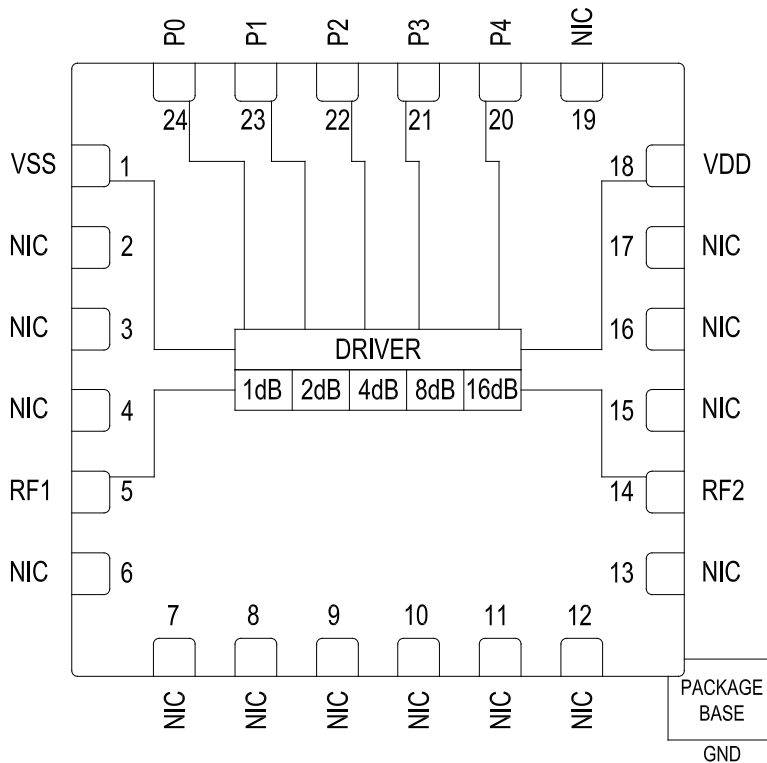 P0 P1 P2 P3 P4 NIC
24 23 22 21 20 19
VSS 1 18 VDD
NIC 2 17 NIC
NIC 3 16 NIC
DRIVER
1dB 2dB 4dB 8dB 16dB
NIC 4 15 NIC
RF1 5 14 RF2
NIC 6 13 NIC
7 8 9 10 11 12
NIC NIC NIC NIC NIC NIC
PACKAGE
BASE
GND